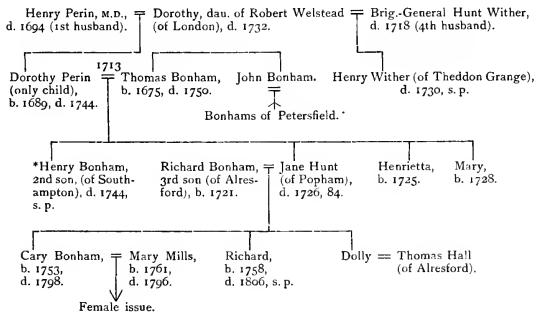 Henry Perin, M.D., = Dorothy, dau. of Robert Welstead = Brig.-General Hunt Wither,
d. 1694 (1st husband). (of London), d. 1732. d. 1718 (4th husband).
1713
Dorothy Perin = Thomas Bonham, John Bonham. Henry Wither (of Theddon Grange),
(only child), b. 1675, d. 1750. = d. 1730, s. p.
b. 1689, d. 1744.
Bonhams of Petersfield.*
*Henry Bonham, Richard Bonham, = Jane Hunt Henrietta, Mary,
2nd son, (of South- 3rd son (of Alres- (of Popham), b. 1725. b. 1728.
ampton), d. 1744, ford), b. 1721. d. 1726, 84.
s. p.
Cary Bonham, = Mary Mills, Richard, Dolly = Thomas Hall
b. 1753, b. 1761, b. 1758, (of Alresford).
d. 1798. d. 1796. d. 1806, s. p.
Female issue.